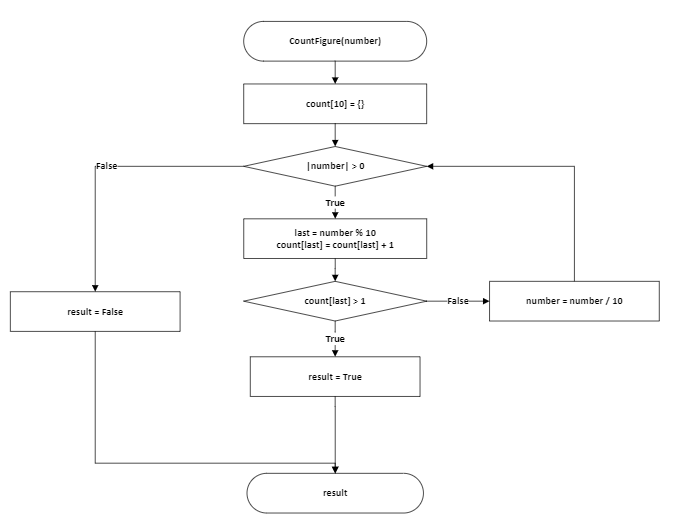 CountFigure(number)
count[10] = {}
|number| > 0
False
True
last = number % 10
count[last] = count[last] + 1
count[last] > 1
False
number = number / 10
result = False
True
result = True
result